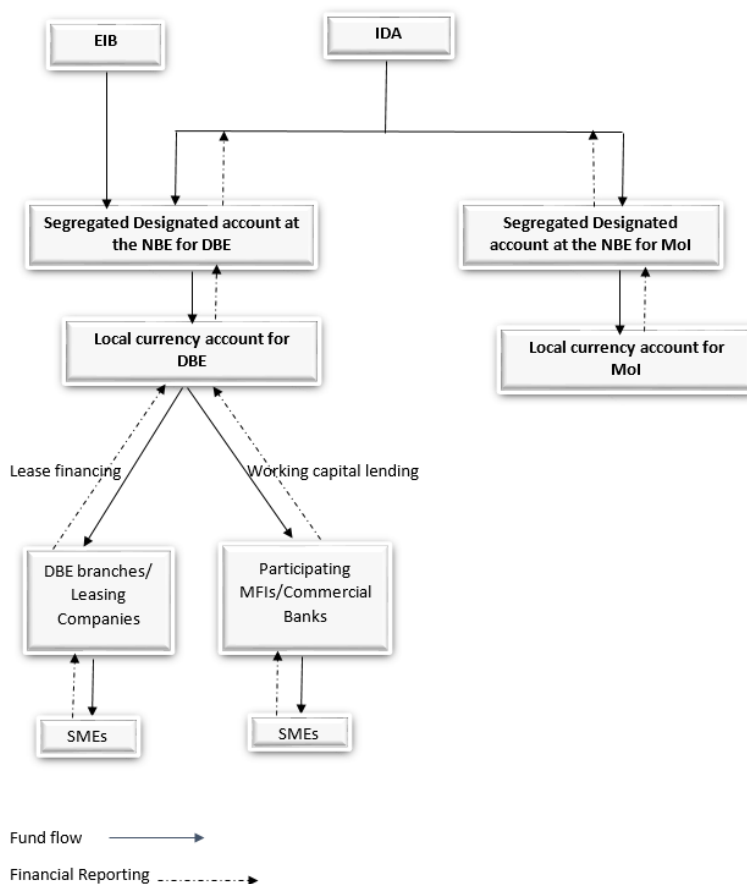 EIB
IDA
Segregated Designated account at
the NBE for DBE
Segregated Designated
account at the NBE for MoI
Local currency account for
DBE
Local currency account for
MoI
Lease financing
Working capital lending
DBE branches/
Leasing
Companies
Participating
MFIs/Commercial
Banks
SMEs
SMEs
Fund flow
Financial Reporting